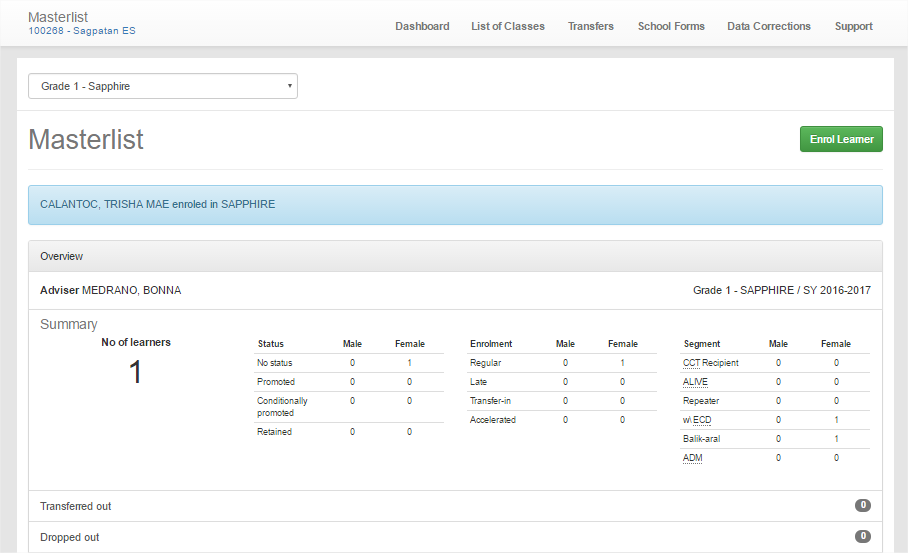 Masterlist
100268 - Sagpatan ES
Dashboard List of Classes Transfers School Forms Data Corrections Support
Grade 1 - Sapphire
Masterlist
Enrol Learner
CALANTOC, TRISHA MAE enroled in SAPPHIRE
Overview
Adviser MEDRANO, BONNA
Grade 1 - SAPPHIRE / SY 2016-2017
Summary
No of learners
1
Status Male Female
No status 0 1
Promoted 0 0
Conditionally promoted 0 0
Retained 0 0
Enrolment Male Female
Regular 0 1
Late 0 0
Transfer-in 0 0
Accelerated 0 0
Segment Male Female
CCT Recipient 0 0
ALIVE 0 0
Repeater 0 0
w\ ECD 0 1
Balik-aral 0 1
ADM 0 0
Transferred out 0
Dropped out 0